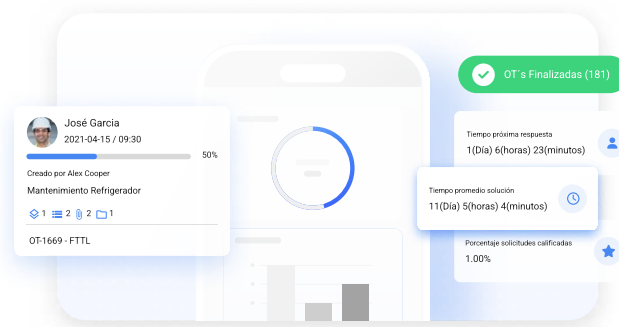 José Garcia
2021-04-15 / 09:30
50%
Creado por Alex Cooper
Mantenimiento Refrigerador
1 2 2 1
OT-1669 - FTTL
OT´s Finalizadas (181)
Tiempo próxima respuesta
1(Día) 6(horas) 23(minutos)
Tiempo promedio solución
11(Día) 5(horas) 4(minutos)
Porcentaje solicitudes calificadas
1.00%